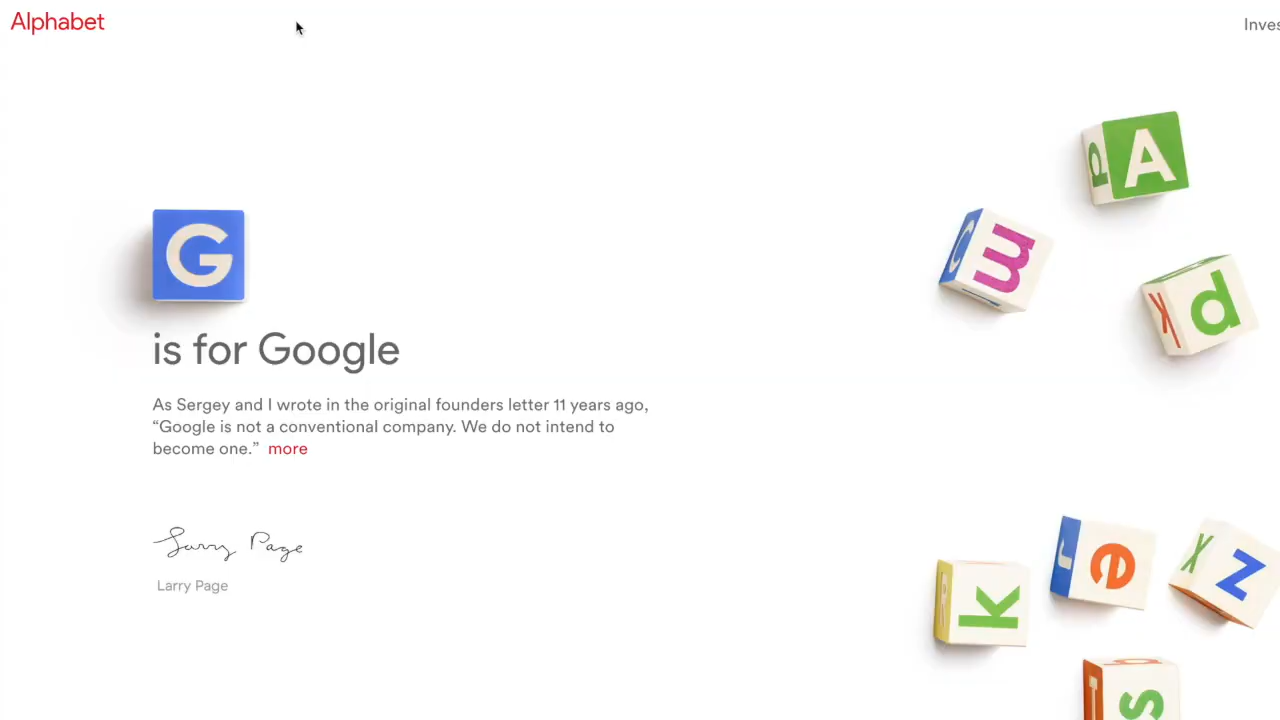 Alphabet
Inves
G
is for Google
As Sergey and I wrote in the original founders letter 11 years ago,
“Google is not a conventional company. We do not intend to
become one.” more
Larry Page
Larry Page
A
m
C
d
x
r
e
x
z
k
s